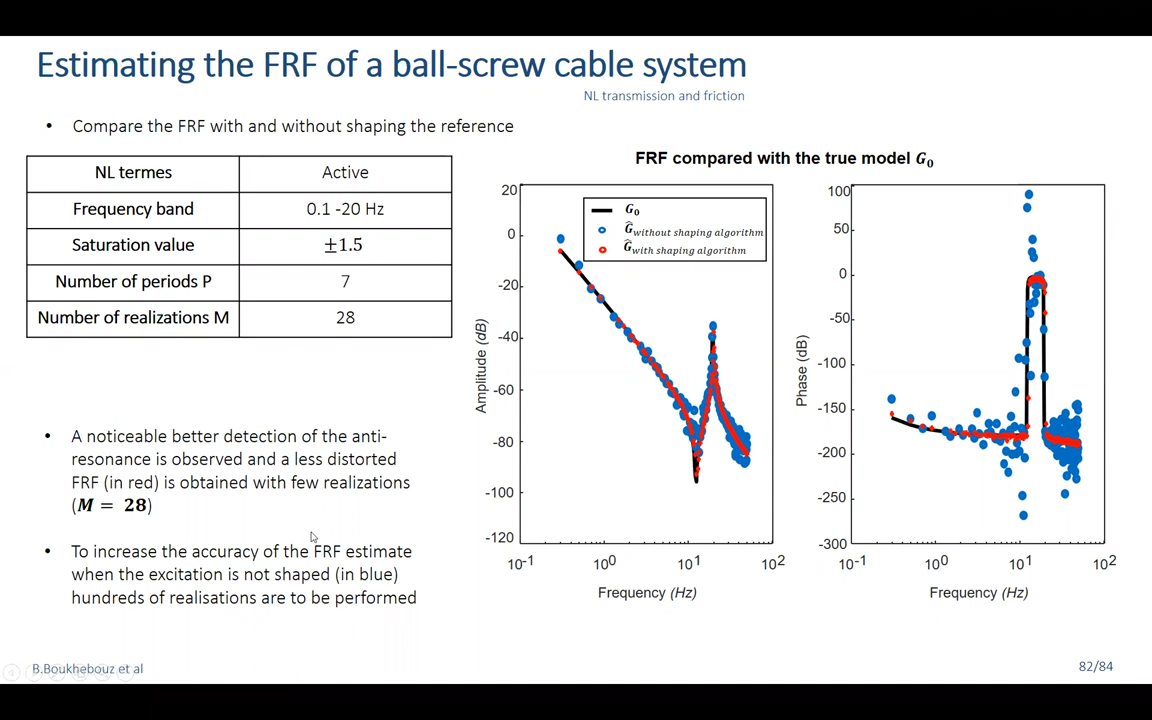 Estimating the FRF of a ball-screw cable system
NL transmission and friction
• Compare the FRF with and without shaping the reference
NL termes Active
Frequency band 0.1 -20 Hz
Saturation value ±1.5
Number of periods P 7
Number of realizations M 28
• A noticeable better detection of the anti-
resonance is observed and a less distorted
FRF (in red) is obtained with few realizations
(M = 28)
• To increase the accuracy of the FRF estimate
when the excitation is not shaped (in blue)
hundreds of realisations are to be performed
FRF compared with the true model G₀
20
0
-20
-40
-60
-80
-100
-120
Amplitude (dB)
10⁻¹ 10⁰ 10¹ 10²
Frequency (Hz)
G₀
Ĝ without shaping algorithm
Ĝ with shaping algorithm
100
50
0
-50
-100
-150
-200
-250
-300
Phase (dB)
10⁻¹ 10⁰ 10¹ 10²
Frequency (Hz)
B.Boukhebouz et al
82/84